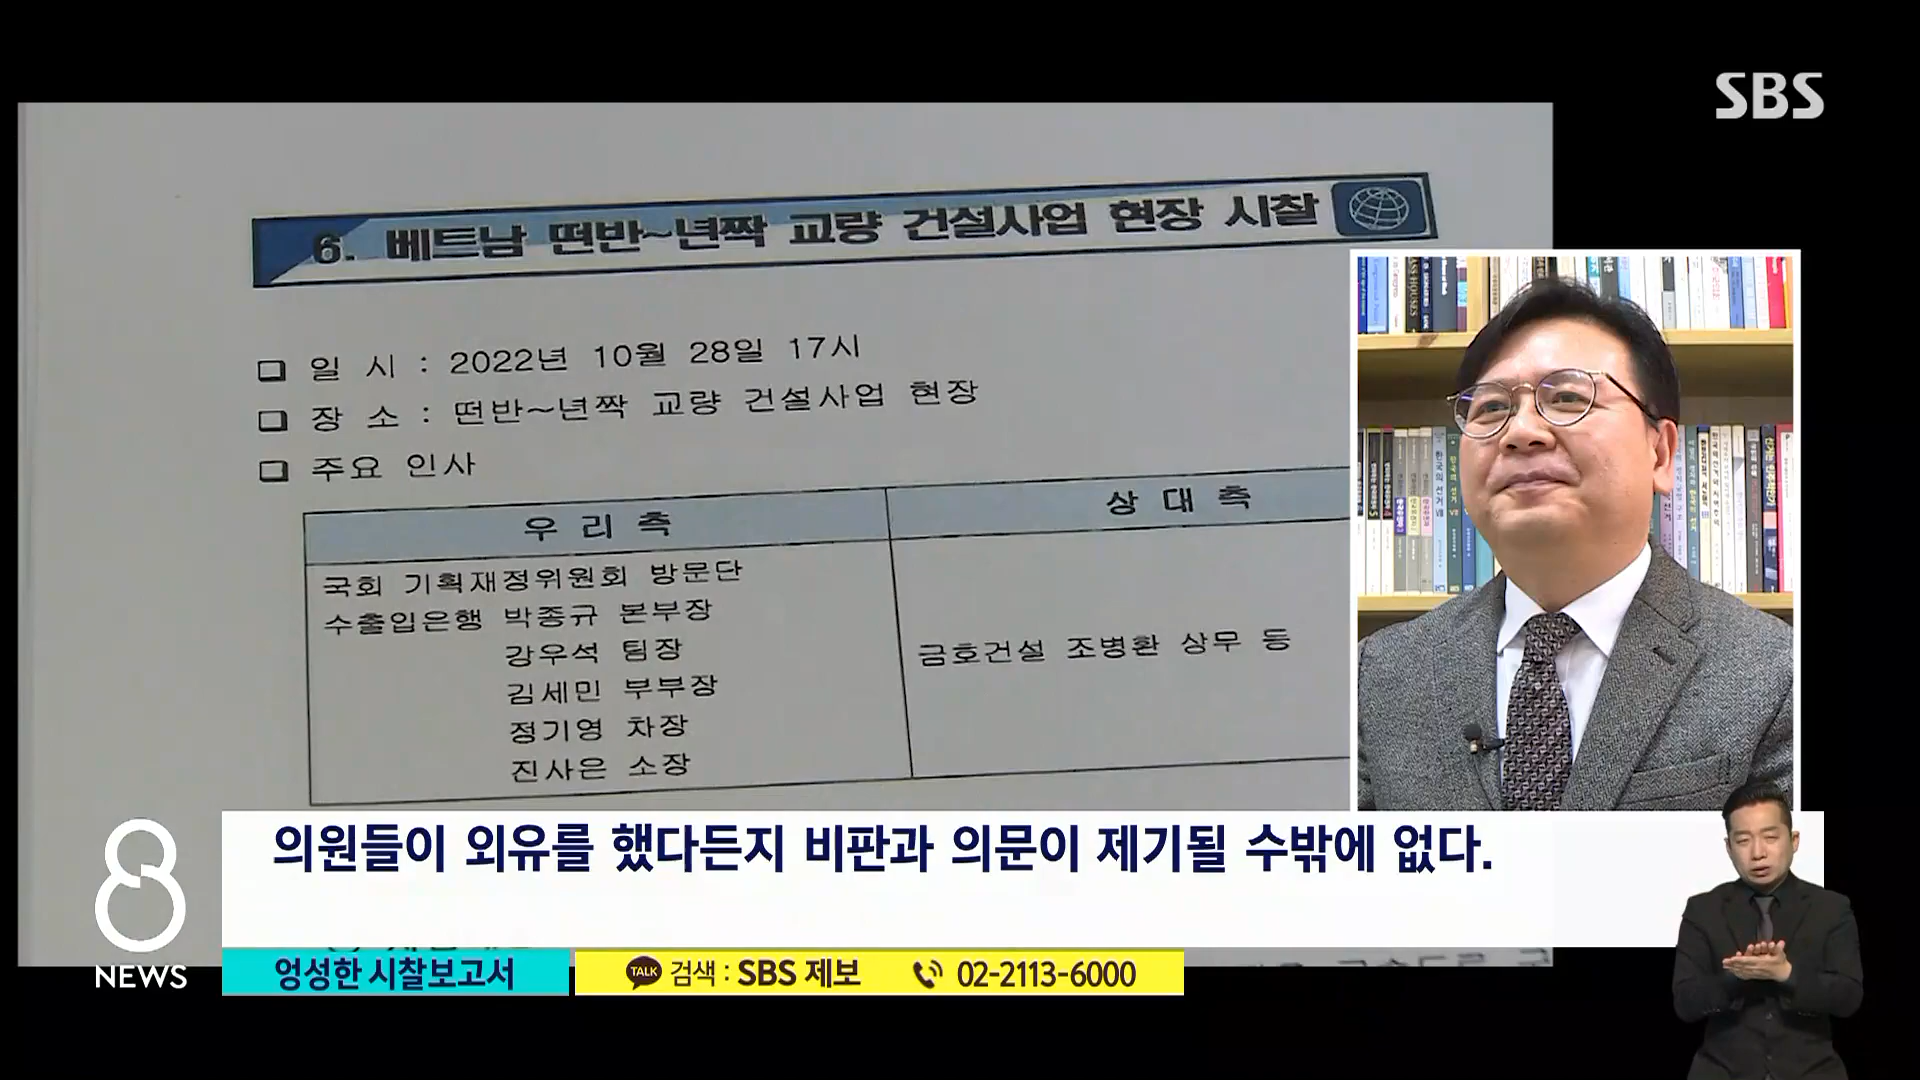 SBS
6. 베트남 떤반~년짝 교량 건설사업 현장 시찰
❏ 일 시 : 2022년 10월 28일 17시
❏ 장 소 : 떤반~년짝 교량 건설사업 현장
❏ 주요 인사
우 리 측 상 대 측
국회 기획재정위원회 방문단
수출입은행 박종규 본부장
강우석 팀장
김세민 부부장
정기영 차장
진사은 소장
금호건설 조병환 상무 등
의원들이 외유를 했다든지 비판과 의문이 제기될 수밖에 없다.
8 NEWS
엉성한 시찰보고서
TALK 검색 : SBS 제보 02-2113-6000